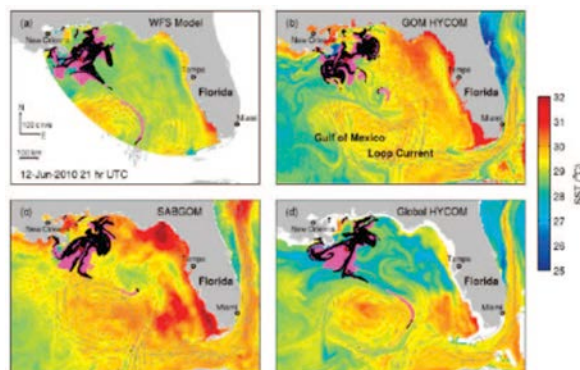 (a) WFS Model
New Orleans
Tampa
Florida
Miami
N
E
100 km
12-Jun-2010 21 hr UTC
(b) GOM HYCOM
New Orleans
Tampa
Florida
Miami
Gulf of Mexico
Loop Current
(c) SABGOM
New Orleans
Tampa
Florida
Miami
(d) Global HYCOM
New Orleans
Tampa
Florida
Miami
32
31
30
29
28
27
26
25
SST (°C)